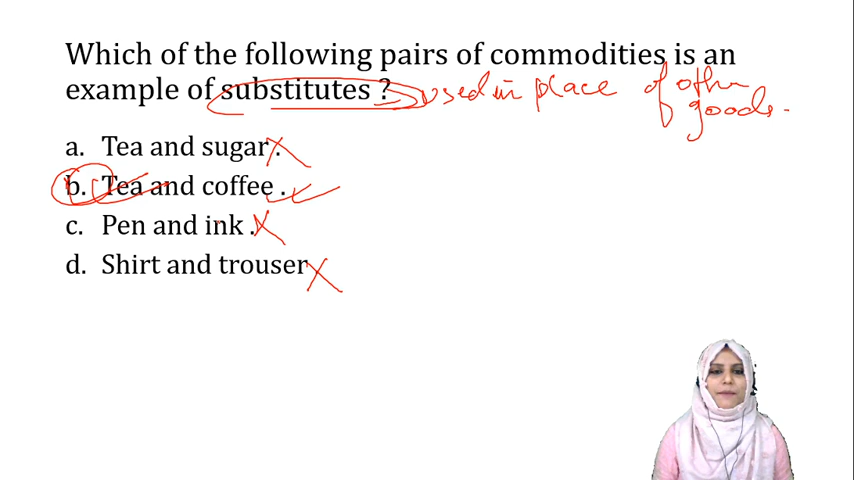 Which of the following pairs of commodities is an
example of substitutes ? used in place of other
goods.
a. Tea and sugar .
b. Tea and coffee .
c. Pen and ink .
d. Shirt and trouser